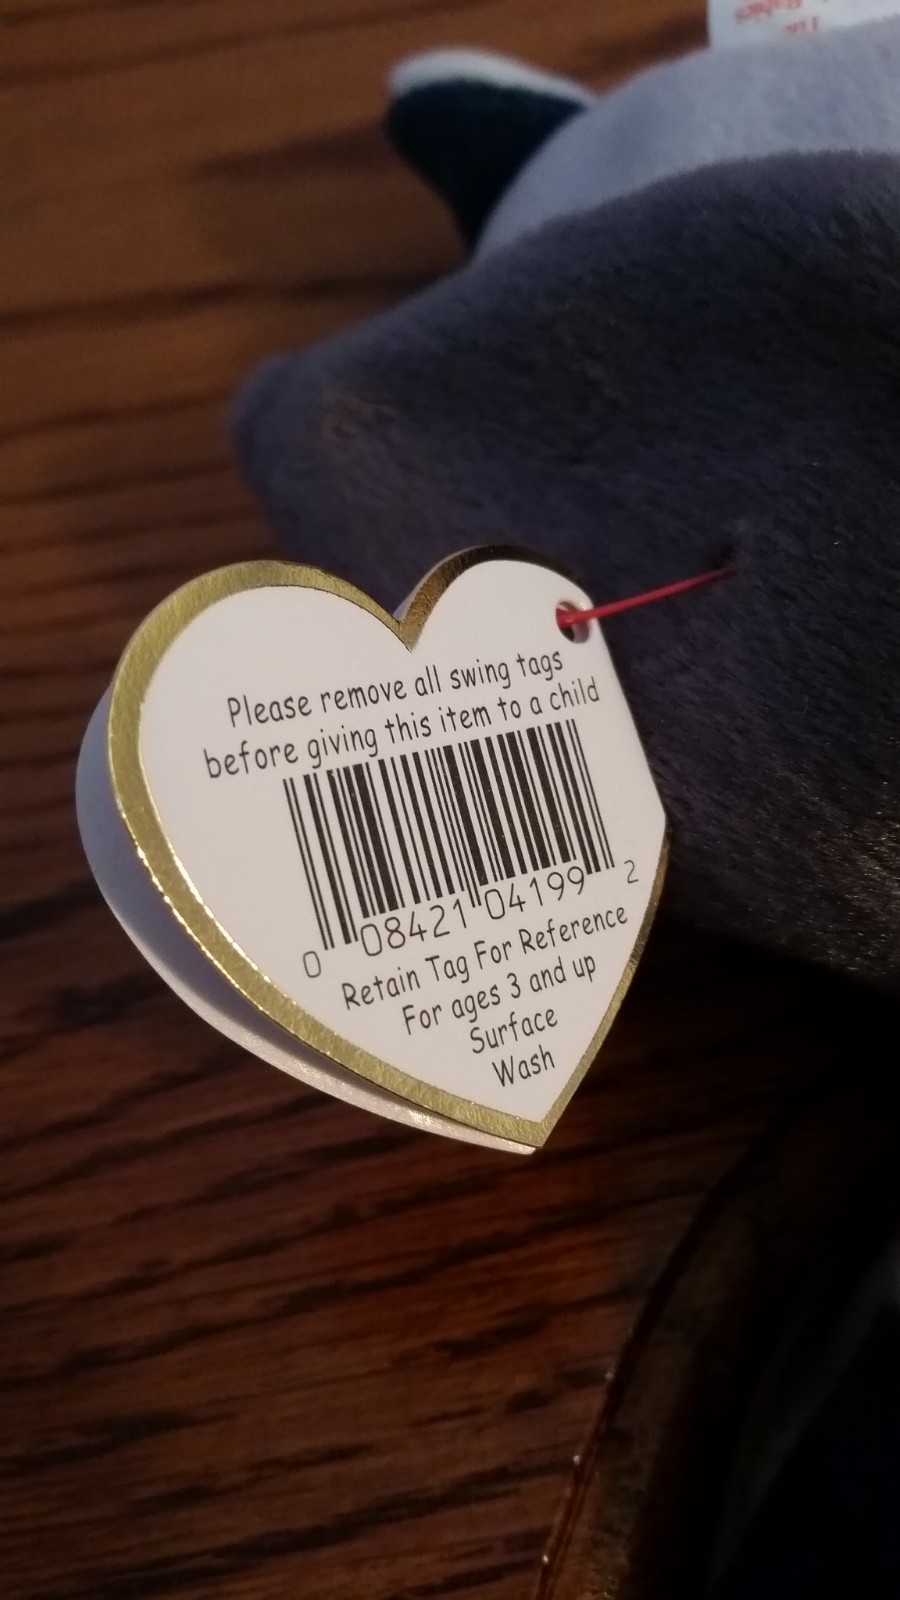 Please remove all swing tags
before giving this item to a child
0 08421 04199 2
Retain Tag For Reference
For ages 3 and up
Surface
Wash